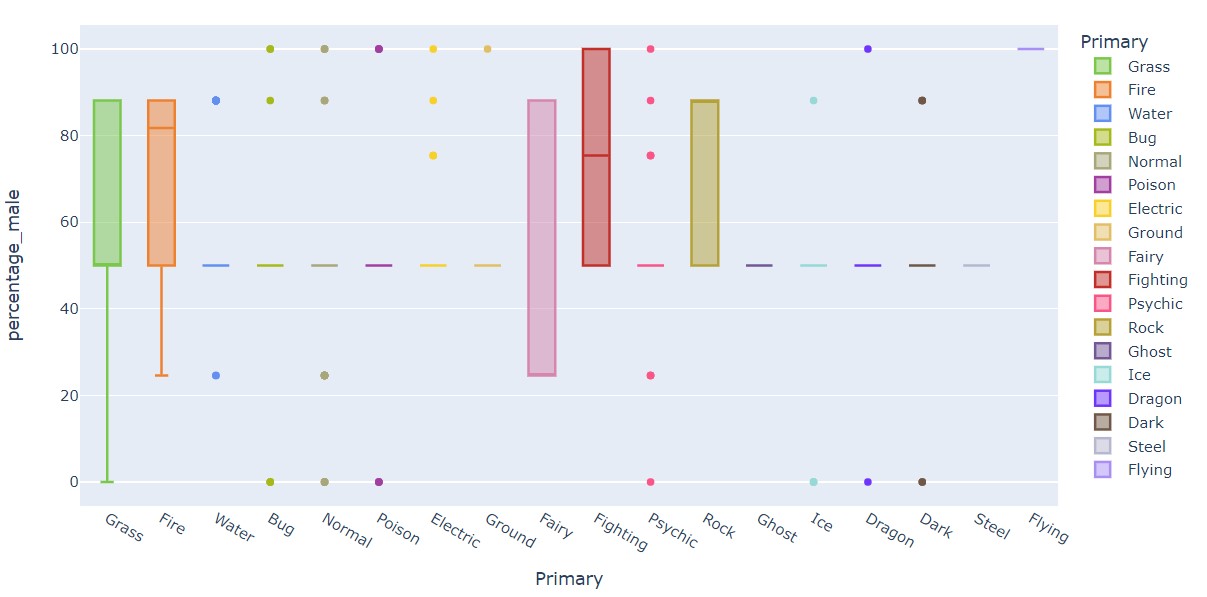 percentage_male
100
80
60
40
20
0
Grass
Fire
Water
Bug
Normal
Poison
Electric
Ground
Fairy
Fighting
Psychic
Rock
Ghost
Ice
Dragon
Dark
Steel
Flying
Primary
Primary
Grass
Fire
Water
Bug
Normal
Poison
Electric
Ground
Fairy
Fighting
Psychic
Rock
Ghost
Ice
Dragon
Dark
Steel
Flying